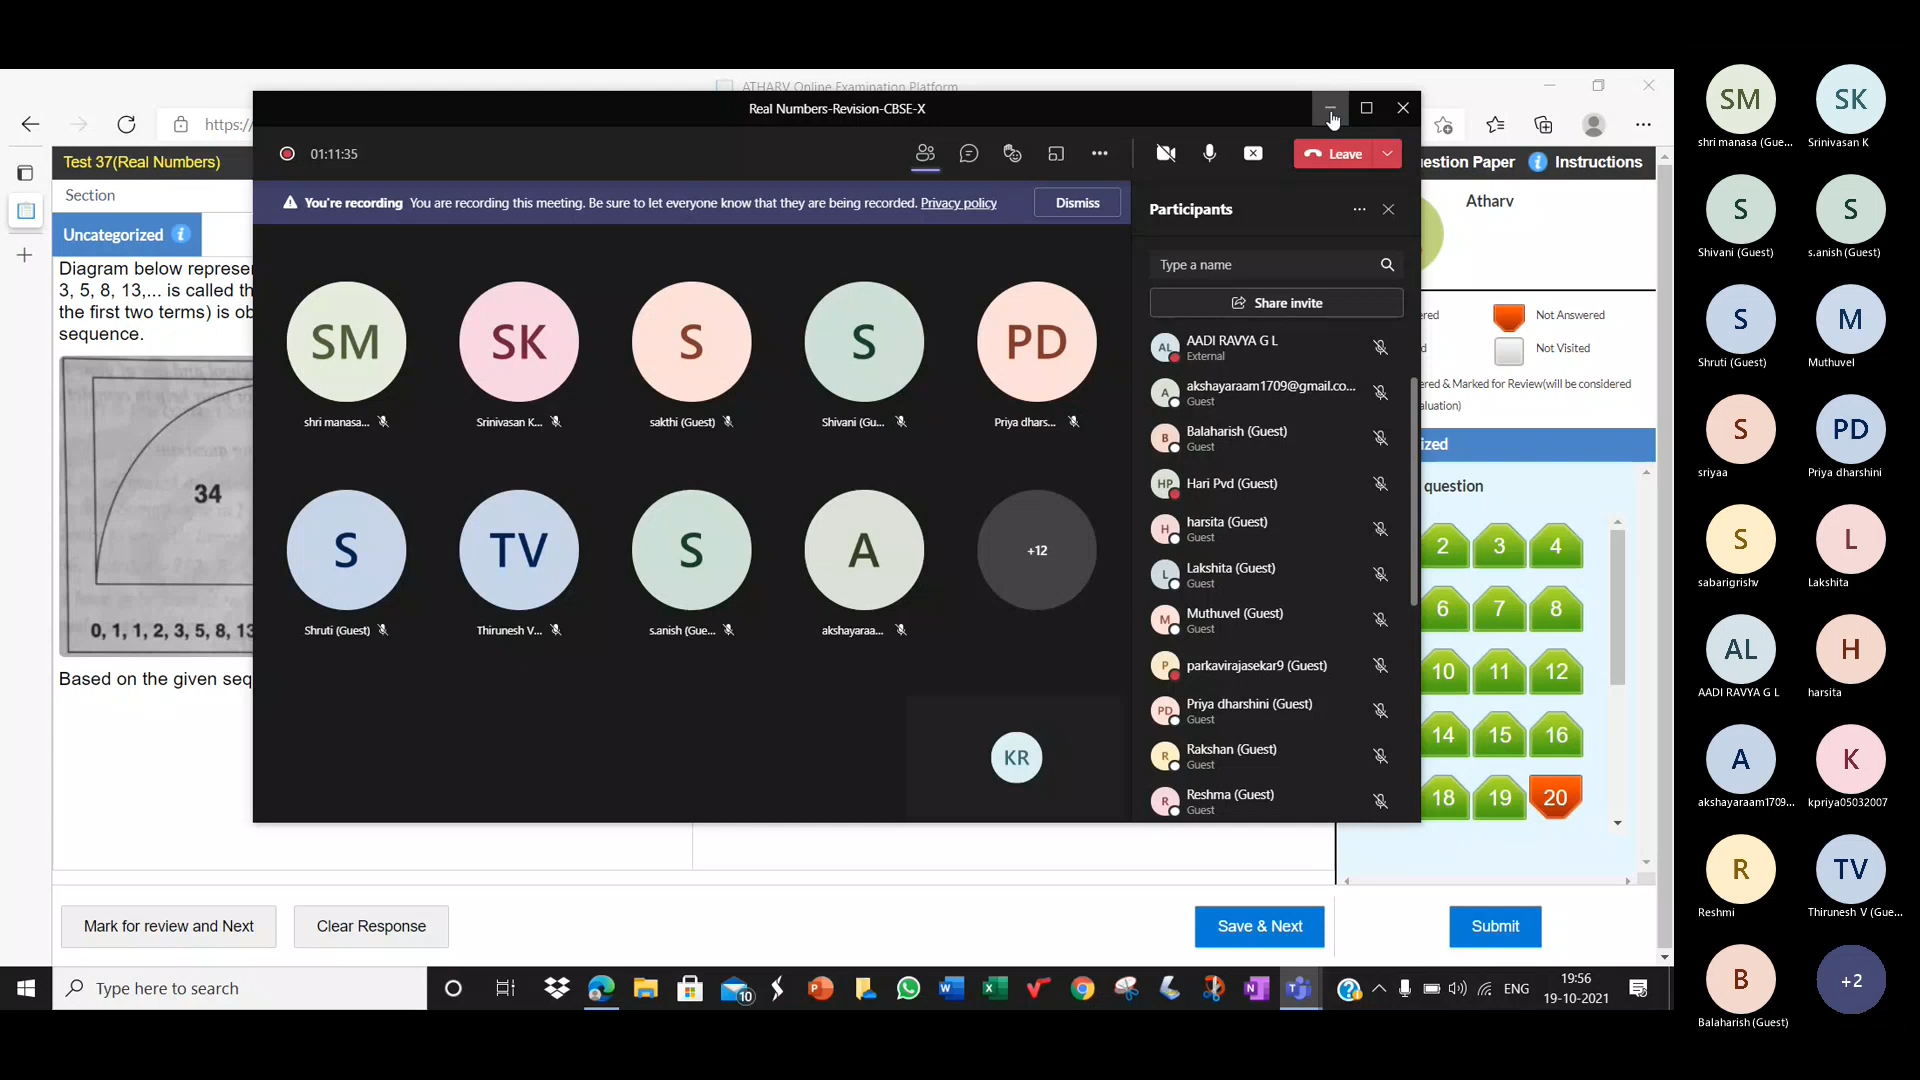 ATHARV Online Examination Platform
https://
Test 37(Real Numbers)
estion Paper
Instructions
Section
Atharv
Uncategorized
Diagram below represe
3, 5, 8, 13,... is called th
the first two terms) is ob
sequence.
34
0, 1, 1, 2, 3, 5, 8, 13
Based on the given seq
Real Numbers-Revision-CBSE-X
01:11:35
Leave
You're recording You are recording this meeting. Be sure to let everyone know that they are being recorded. Privacy policy
Dismiss
SM
SK
S
S
PD
shri manasa...
Srinivasan K...
sakthi (Guest)
Shivani (Gu...
Priya dhars...
S
TV
S
A
+12
Shruti (Guest)
Thirunesh V...
s.anish (Gue...
akshayaraa...
KR
Participants
Type a name
Share invite
AL
AADI RAVYA G L
External
A
akshayaraam1709@gmail.co...
Guest
B
Balaharish (Guest)
Guest
HP
Hari Pvd (Guest)
H
harsita (Guest)
Guest
L
Lakshita (Guest)
Guest
M
Muthuvel (Guest)
Guest
P
parkavirajasekar9 (Guest)
PD
Priya dharshini (Guest)
Guest
R
Rakshan (Guest)
Guest
R
Reshma (Guest)
Guest
ered
Not Answered
d
Not Visited
ered & Marked for Review(will be considered
aluation)
ized
question
2 3 4
6 7 8
10 11 12
14 15 16
18 19 20
Mark for review and Next
Clear Response
Save & Next
Submit
Type here to search
10
ENG
19:56
19-10-2021
SM
SK
shri manasa (Gue...
Srinivasan K
S
S
Shivani (Guest)
s.anish (Guest)
S
M
Shruti (Guest)
Muthuvel
S
PD
sriyaa
Priya dharshini
S
L
sabarigrishv
Lakshita
AL
H
AADI RAVYA G L
harsita
A
K
akshayaraam1709...
kpriya05032007
R
TV
Reshmi
Thirunesh V (Gue...
B
+2
Balaharish (Guest)